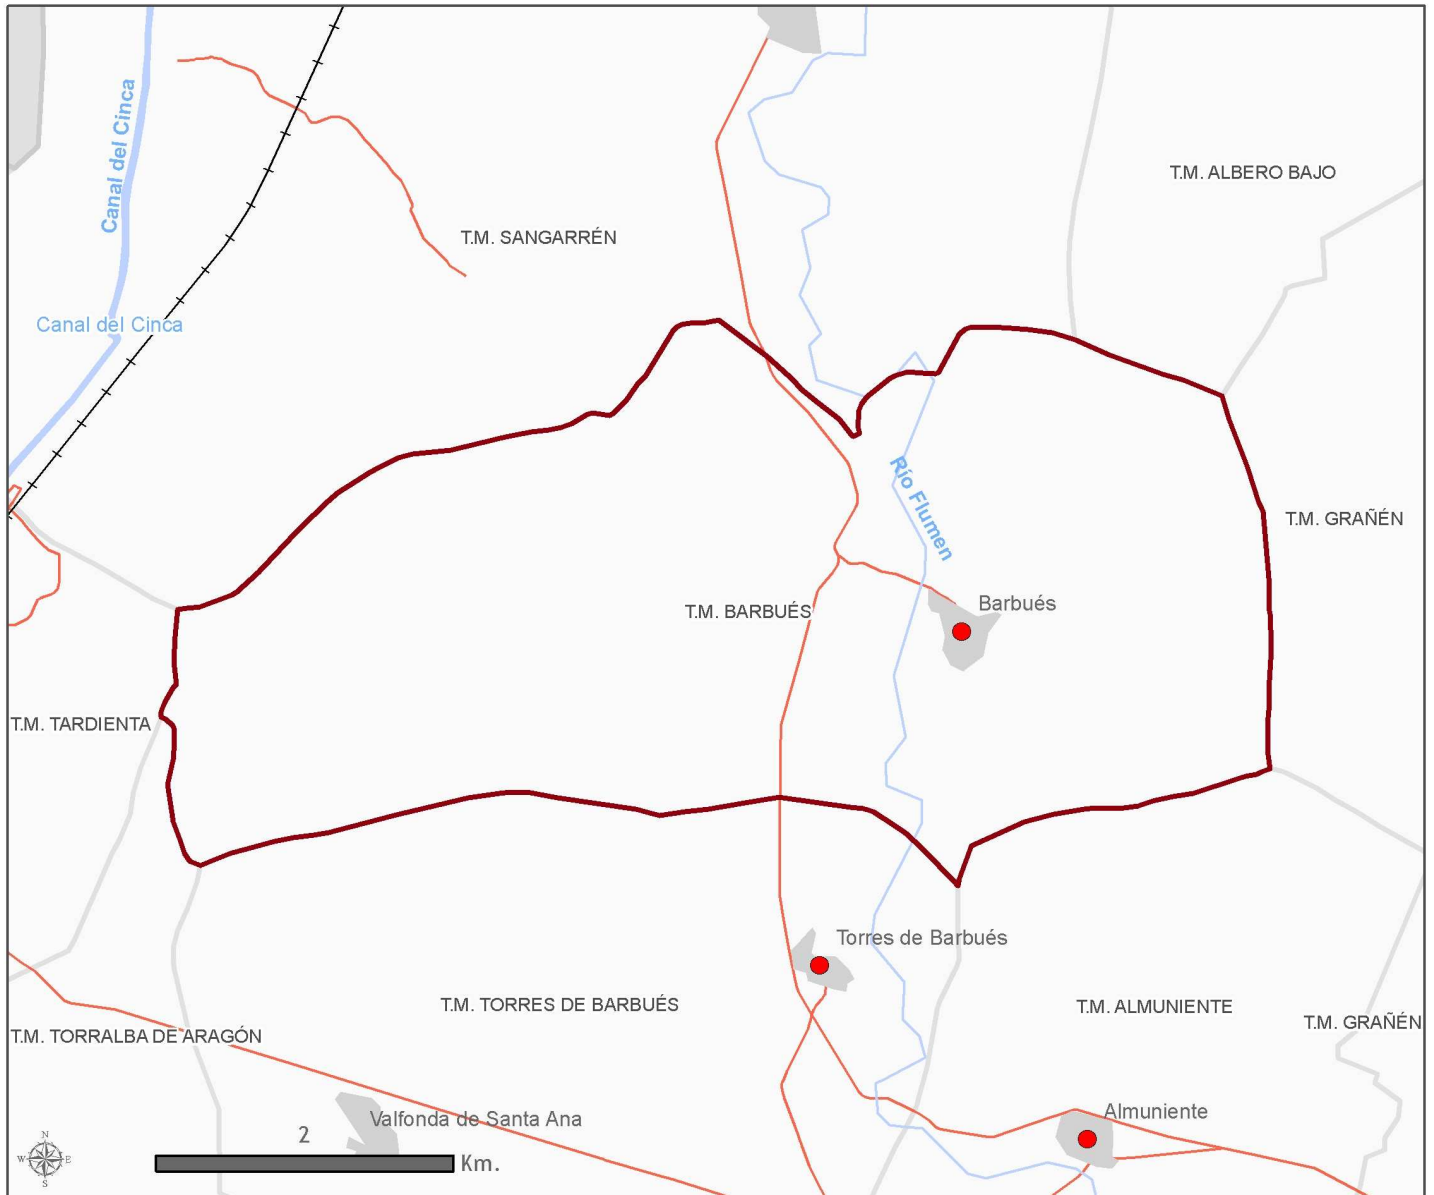 Canal del Cinca
T.M. ALBERO BAJO
T.M. SANGARRÉN
Canal del Cinca
Río Flumen
T.M. GRAÑÉN
Barbués
T.M. BARBUÉS
T.M. TARDIENTA
Torres de Barbués
T.M. TORRES DE BARBUÉS
T.M. ALMUNIENTE
T.M. GRAÑÉN
T.M. TORRALBA DE ARAGÓN
Almuniente
Valfonda de Santa Ana
2
Km.
N
W E
S